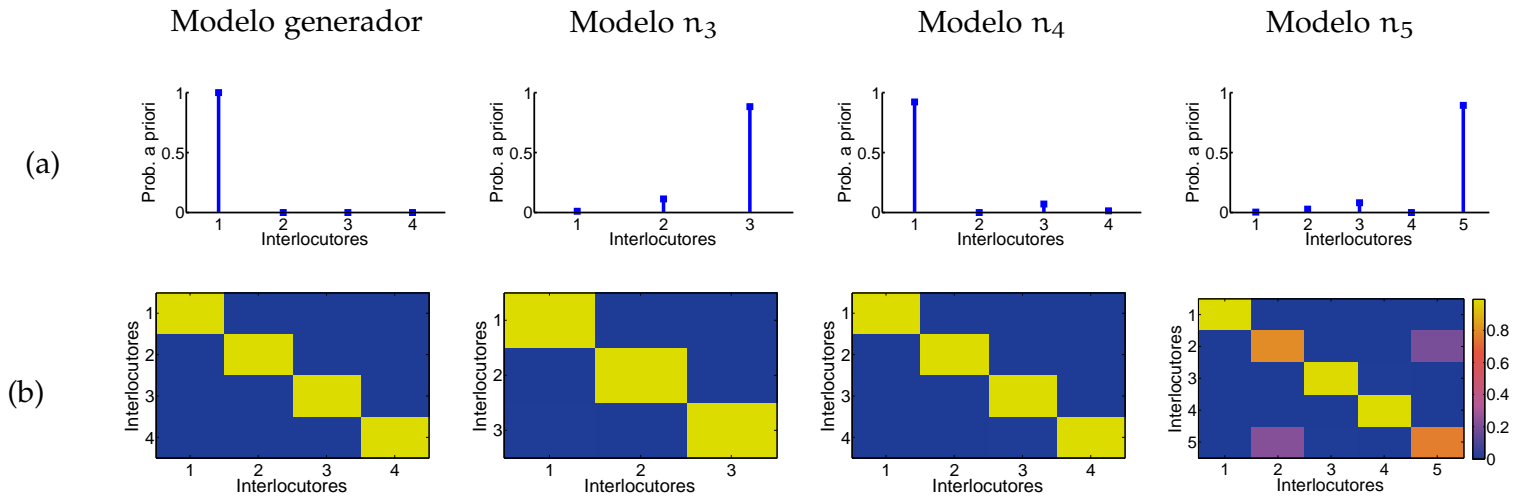 Modelo generador
Modelo n3
Modelo n4
Modelo n5
(a)
Prob. a priori
1
0.5
0
1 2 3 4
Interlocutores
Prob. a priori
1
0.5
0
1 2 3
Interlocutores
Prob. a priori
1
0.5
0
1 2 3 4
Interlocutores
Prob. a priori
1
0.5
0
1 2 3 4 5
Interlocutores
(b)
Interlocutores
1
2
3
4
1 2 3 4
Interlocutores
Interlocutores
1
2
3
1 2 3
Interlocutores
Interlocutores
1
2
3
4
1 2 3 4
Interlocutores
Interlocutores
1
2
3
4
5
1 2 3 4 5
Interlocutores
0.8
0.6
0.4
0.2
0